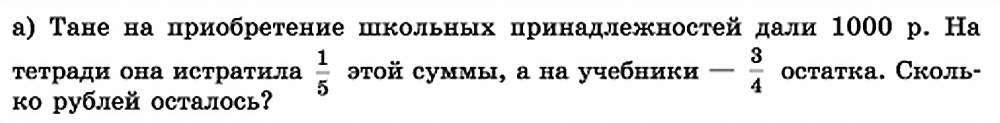 а) Тане на приобретение школьных принадлежностей дали 1000 р. На
тетради она истратила 1/5 этой суммы, а на учебники — 3/4 остатка. Сколь-
ко рублей осталось?